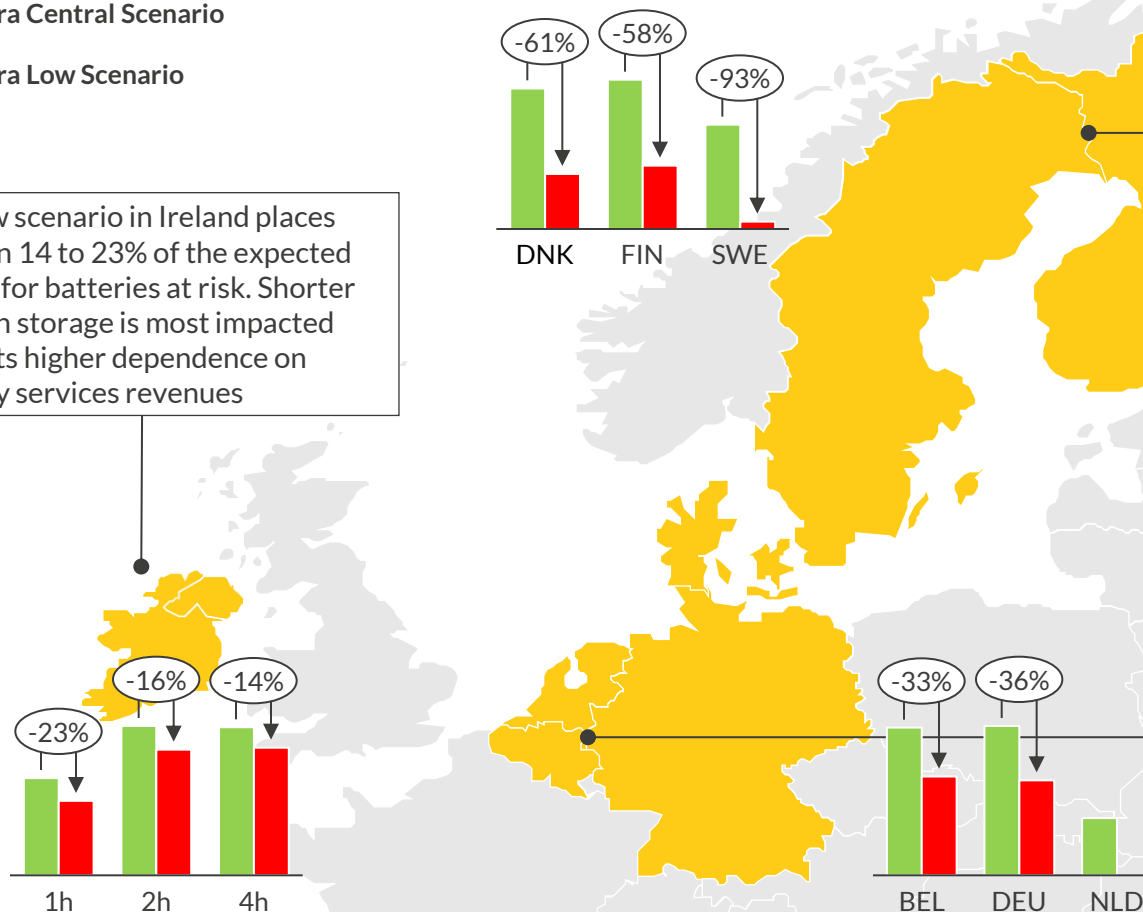 ra Central Scenario
ra Low Scenario
-61%
-58%
-93%
DNK
FIN
SWE
w scenario in Ireland places
n 14 to 23% of the expected
for batteries at risk. Shorter
n storage is most impacted
ts higher dependence on
y services revenues
-23%
-16%
-14%
1h
2h
4h
-33%
-36%
BEL
DEU
NLD